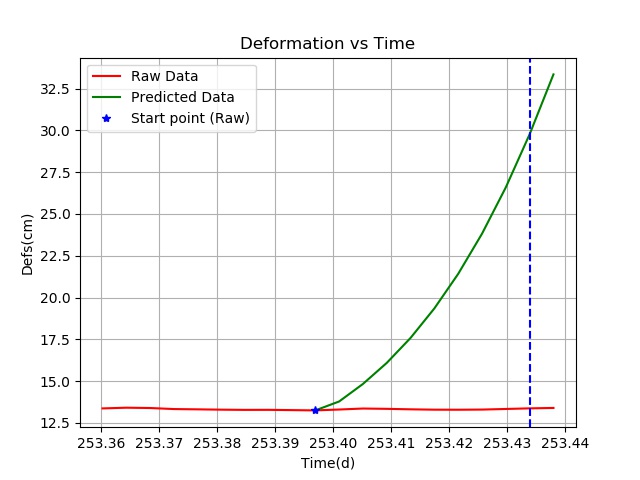 Deformation vs Time
Raw Data
Predicted Data
Start point (Raw)
Defs(cm)
32.5
30.0
27.5
25.0
22.5
20.0
17.5
15.0
12.5
253.36 253.37 253.38 253.39 253.40 253.41 253.42 253.43 253.44
Time(d)